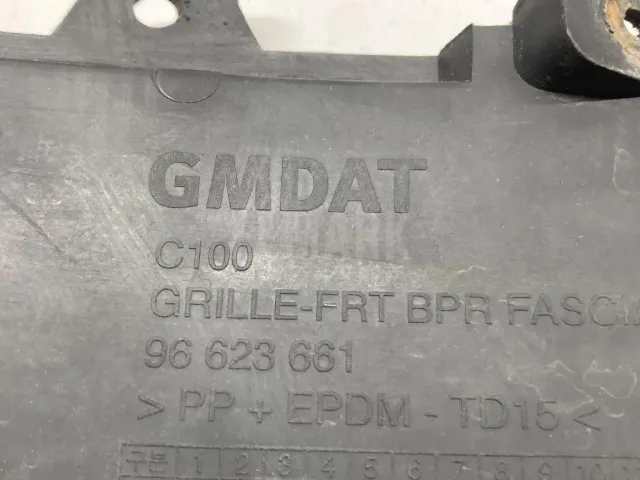 GMDAT
C100
GRILLE-FRT BPR FASCIA
96 623 661
> PP + EPDM - TD15 <
구분 1 2 3 4 5 6 7 8 9 10